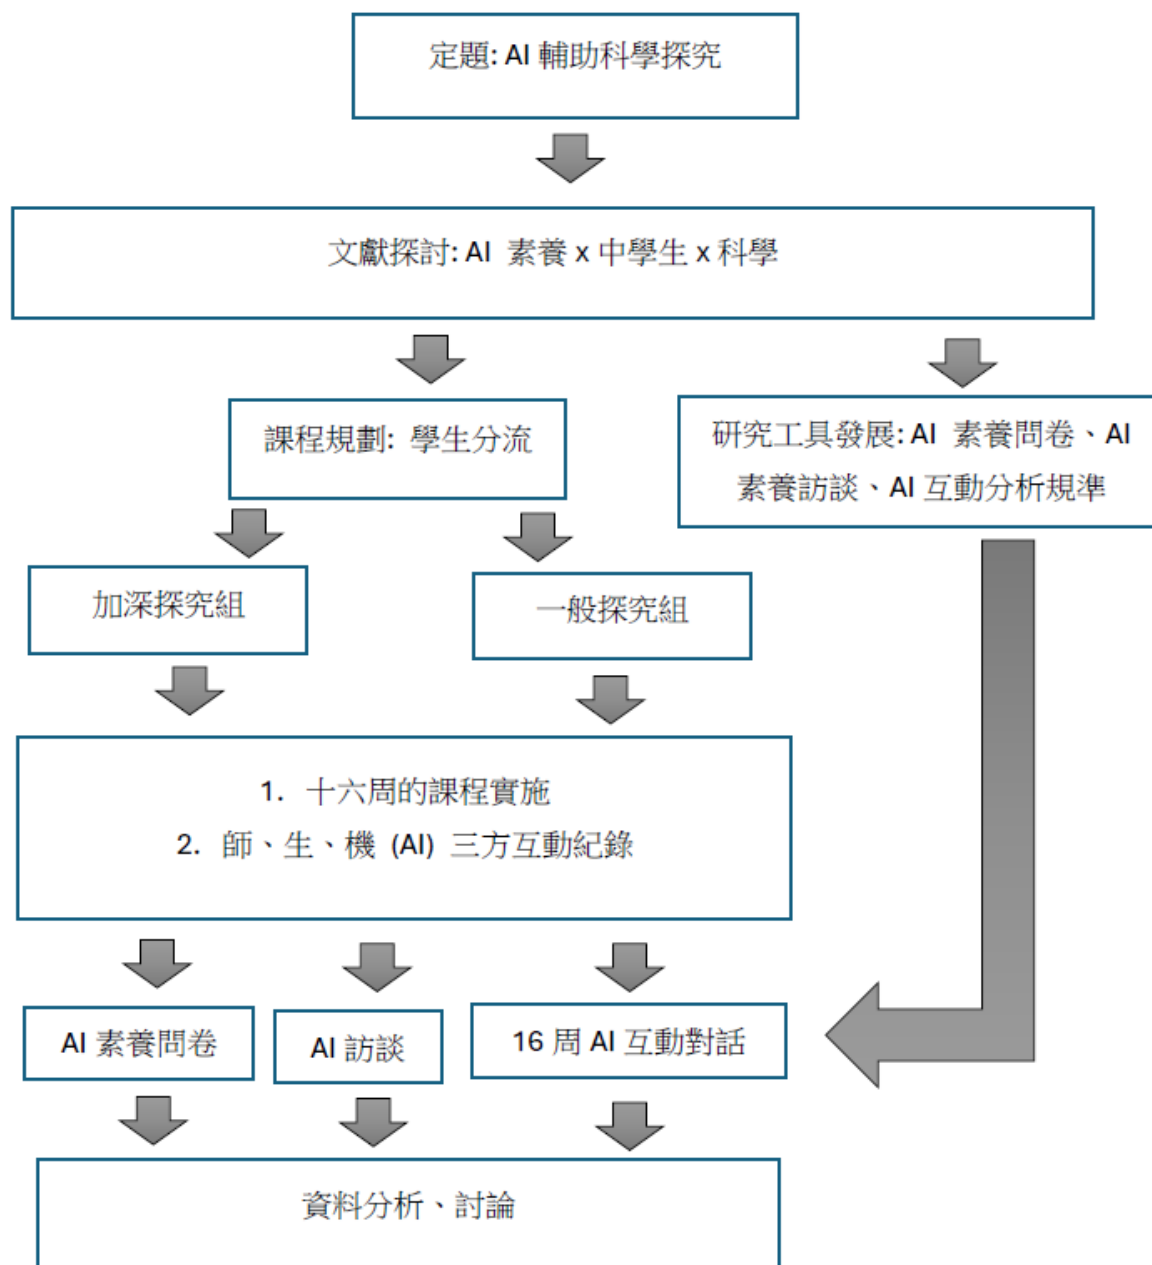 定題: AI 輔助科學探究
文獻探討: AI 素養 x 中學生 x 科學
課程規劃: 學生分流
研究工具發展: AI 素養問卷、AI
素養訪談、AI 互動分析規準
加深探究組
一般探究組
1. 十六周的課程實施
2. 師、生、機 (AI) 三方互動紀錄
AI 素養問卷
AI 訪談
16 周 AI 互動對話
資料分析、討論